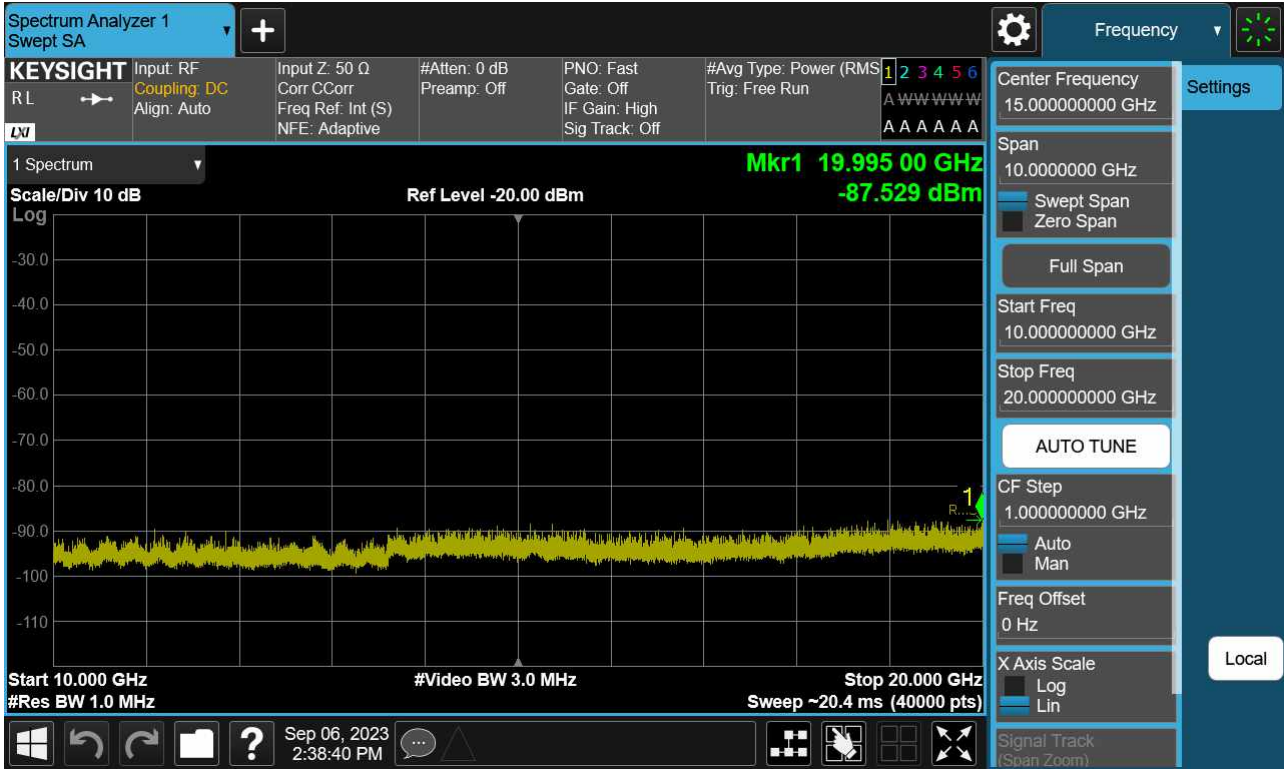 Spectrum Analyzer 1
Swept SA
+
Frequency
KEYSIGHT
R L
LXI
Input: RF
Coupling: DC
Align: Auto
Input Z: 50 Ω
Corr CCorr
Freq Ref: Int (S)
NFE: Adaptive
#Atten: 0 dB
Preamp: Off
PNO: Fast
Gate: Off
IF Gain: High
Sig Track: Off
#Avg Type: Power (RMS
Trig: Free Run
1 2 3 4 5 6
A W W W W W
A A A A A A
1 Spectrum
Scale/Div 10 dB
Log
Ref Level -20.00 dBm
Mkr1 19.995 00 GHz
-87.529 dBm
-30.0
-40.0
-50.0
-60.0
-70.0
-80.0
-90.0
-100
-110
1
R...
Start 10.000 GHz
#Res BW 1.0 MHz
#Video BW 3.0 MHz
Stop 20.000 GHz
Sweep ~20.4 ms (40000 pts)
Center Frequency
15.000000000 GHz
Span
10.0000000 GHz
Swept Span
Zero Span
Full Span
Start Freq
10.000000000 GHz
Stop Freq
20.000000000 GHz
AUTO TUNE
CF Step
1.000000000 GHz
Auto
Man
Freq Offset
0 Hz
X Axis Scale
Log
Lin
Signal Track
(Span Zoom)
Settings
Local
?
Sep 06, 2023
2:38:40 PM